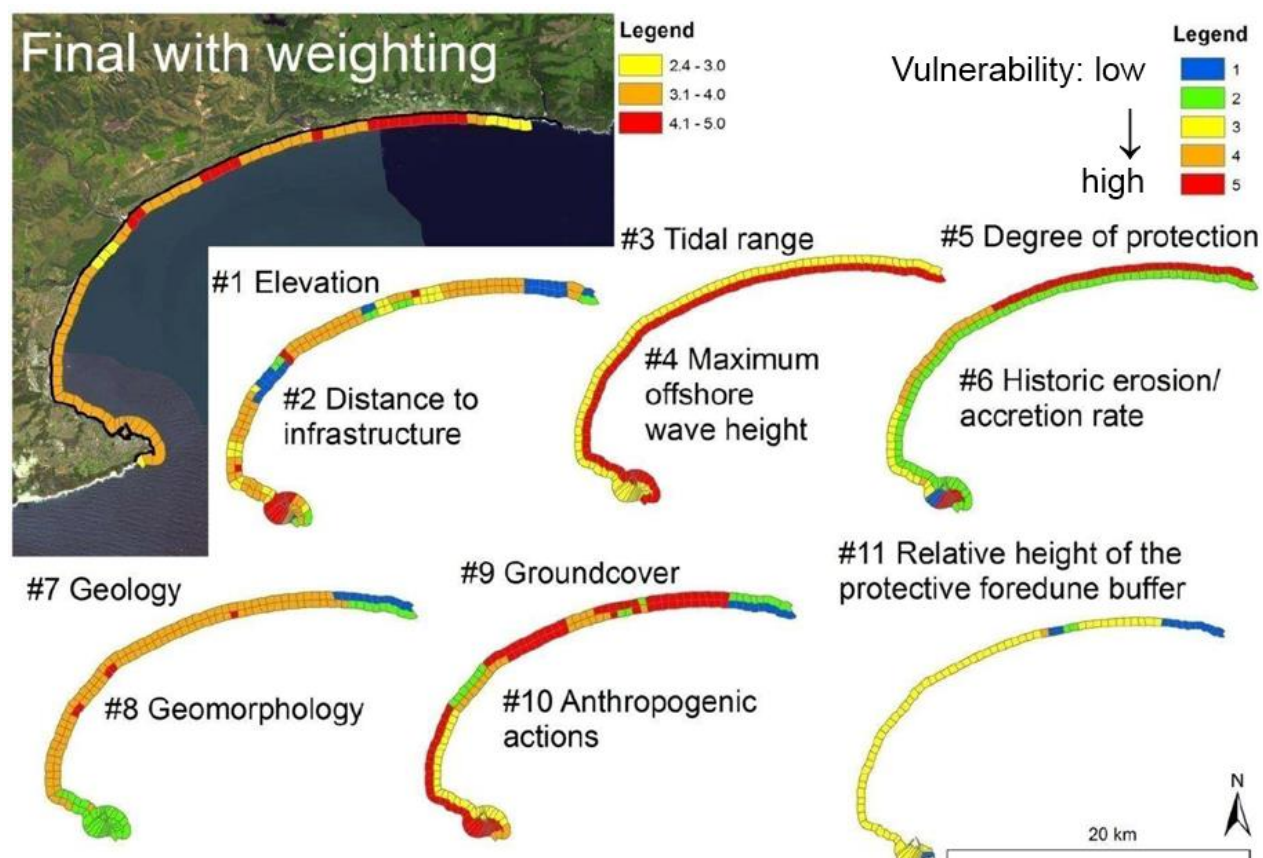 Final with weighting
Legend
2.4 - 3.0
3.1 - 4.0
4.1 - 5.0
Vulnerability: low
high
Legend
1
2
3
4
5
#1 Elevation
#2 Distance to
infrastructure
#3 Tidal range
#4 Maximum
offshore
wave height
#5 Degree of protection
#6 Historic erosion/
accretion rate
#7 Geology
#8 Geomorphology
#9 Groundcover
#10 Anthropogenic
actions
#11 Relative height of the
protective foredune buffer
N
20 km